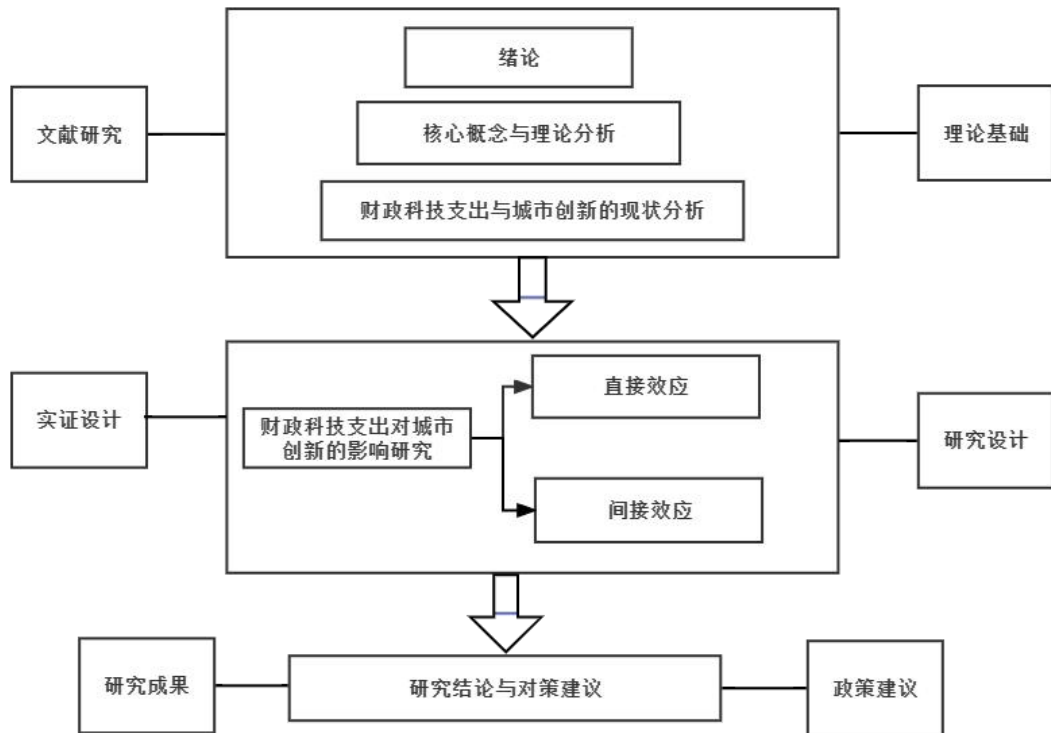 绪论
文献研究
核心概念与理论分析
理论基础
财政科技支出与城市创新的现状分析
实证设计
财政科技支出对城市
创新的影响研究
直接效应
间接效应
研究设计
研究成果
研究结论与对策建议
政策建议